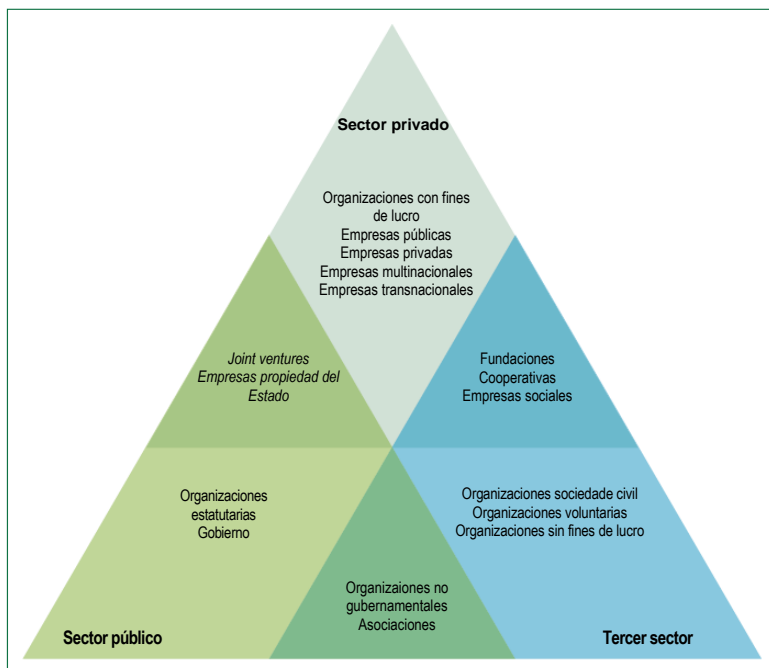 Sector privado
Organizaciones con fines
de lucro
Empresas públicas
Empresas privadas
Empresas multinacionales
Empresas transnacionales
Joint ventures
Empresas propiedad del
Estado
Fundaciones
Cooperativas
Empresas sociales
Organizaciones
estatutarias
Gobierno
Organizaciones sociedade civil
Organizaciones voluntarias
Organizaciones sin fines de lucro
Organizaiones no
gubernamentales
Asociaciones
Sector público
Tercer sector